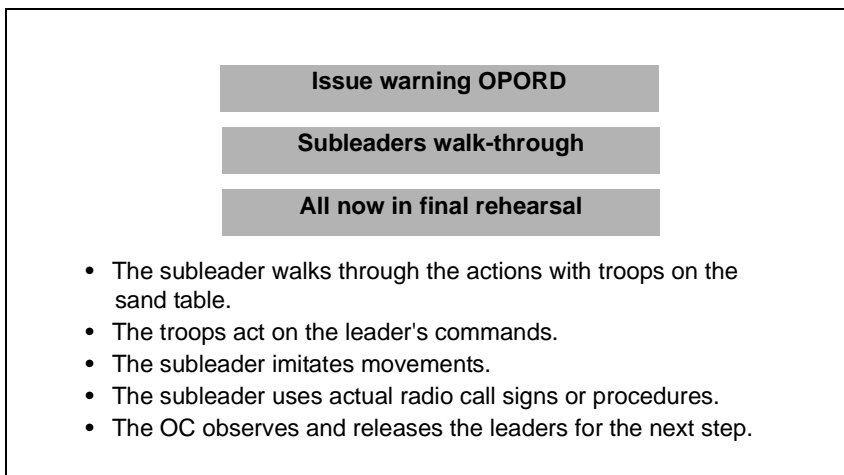 Issue warning OPORD
Subleaders walk-through
All now in final rehearsal
• The subleader walks through the actions with troops on the
sand table.
• The troops act on the leader's commands.
• The subleader imitates movements.
• The subleader uses actual radio call signs or procedures.
• The OC observes and releases the leaders for the next step.